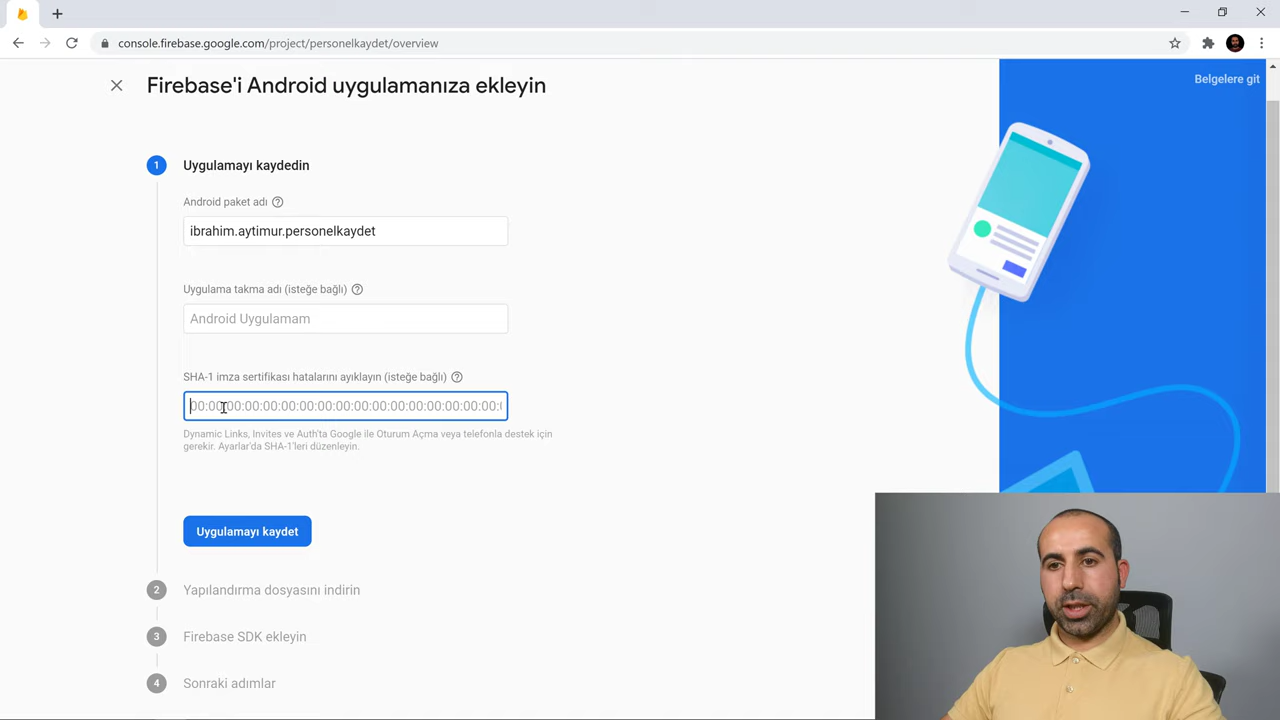 console.firebase.google.com/project/personelkaydet/overview
Firebase'i Android uygulamanıza ekleyin
Belgelere git
1 Uygulamayı kaydedin
Android paket adı
ibrahim.aytimur.personelkaydet
Uygulama takma adı (isteğe bağlı)
Android Uygulamam
SHA-1 imza sertifikası hatalarını ayıklayın (isteğe bağlı)
00:00:00:00:00:00:00:00:00:00:00:00:00:00:00:00:00:0
Dynamic Links, Invites ve Auth'ta Google ile Oturum Açma veya telefonla destek için
gerekir. Ayarlar'da SHA-1'leri düzenleyin.
Uygulamayı kaydet
2 Yapılandırma dosyasını indirin
3 Firebase SDK ekleyin
4 Sonraki adımlar